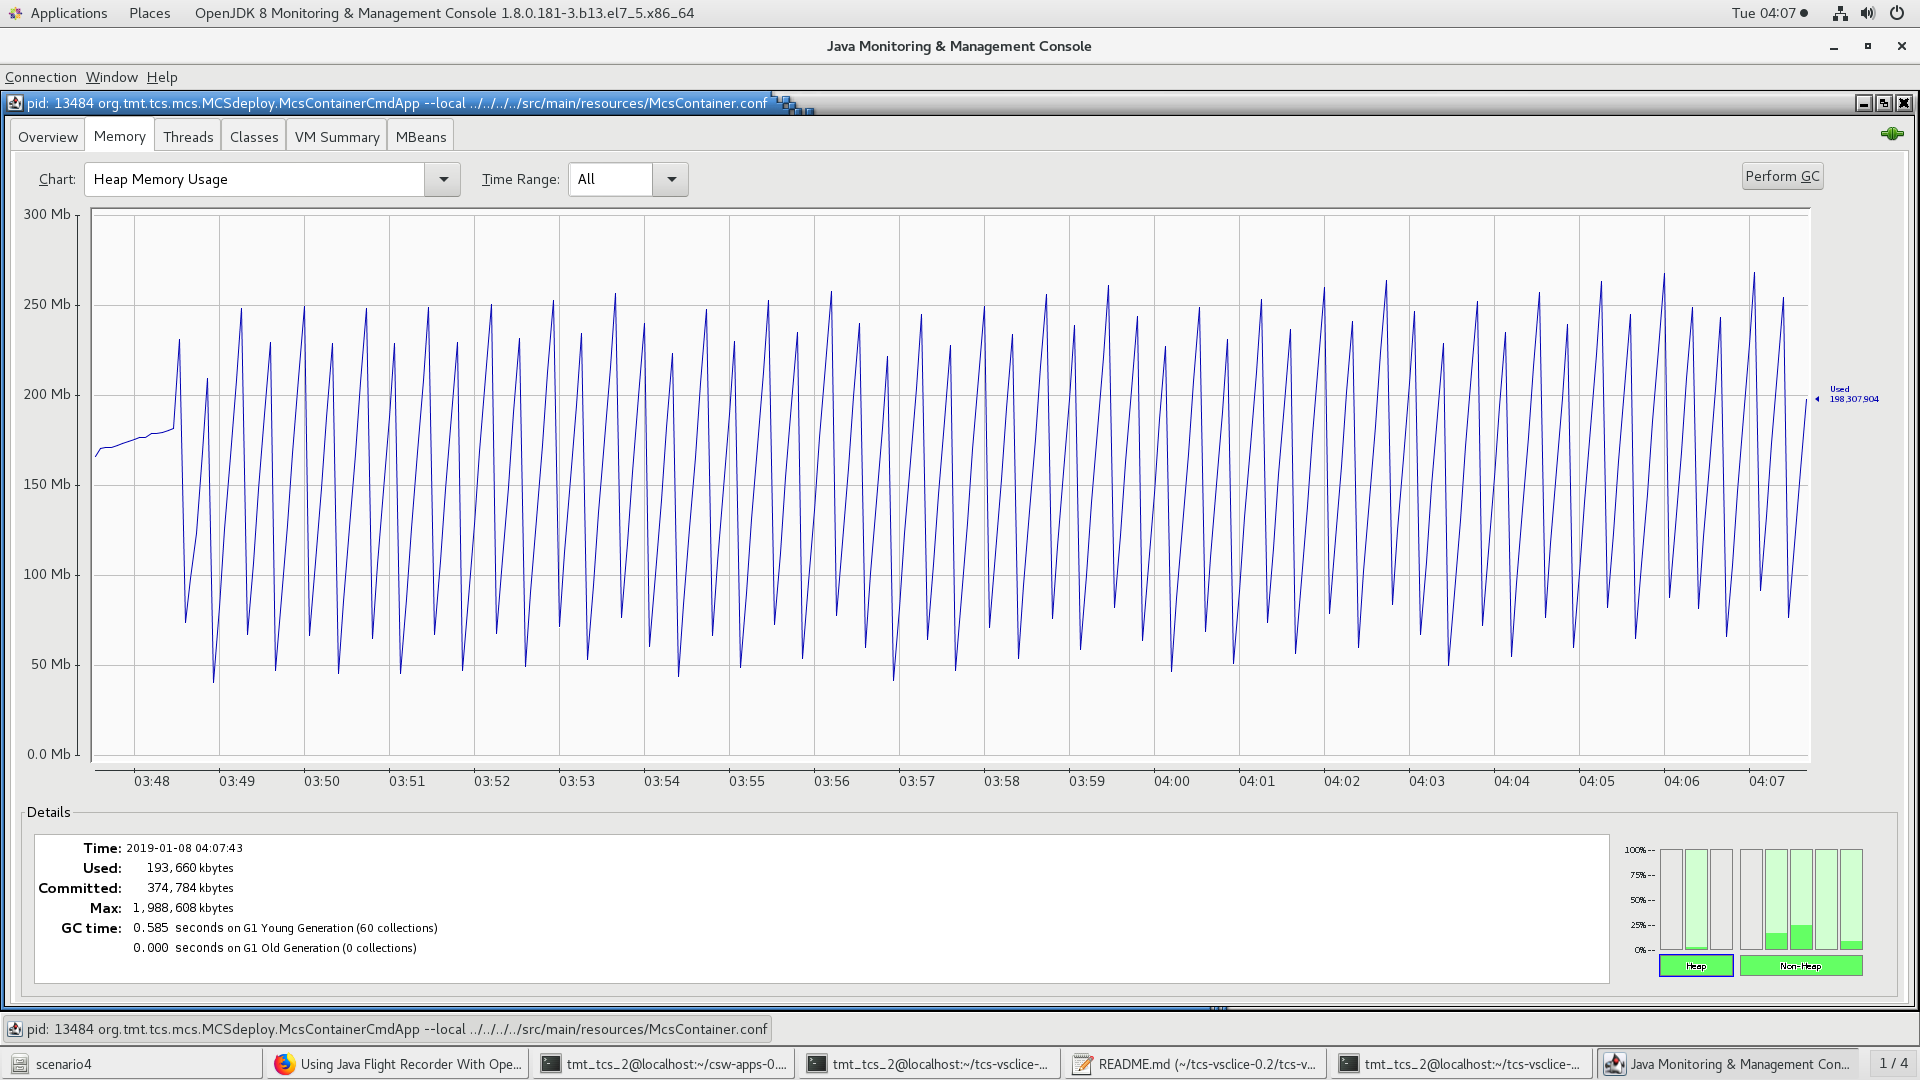 Applications Places OpenJDK 8 Monitoring & Management Console 1.8.0.181-3.b13.el7_5.x86_64 Tue 04:07
Java Monitoring & Management Console
Connection Window Help
pid: 13484 org.tmt.tcs.mcs.MCSdeploy.McsContainerCmdApp --local ../../../../src/main/resources/McsContainer.conf
Overview Memory Threads Classes VM Summary MBeans
Chart: Heap Memory Usage Time Range: All Perform GC
300 Mb
250 Mb
200 Mb
150 Mb
100 Mb
50 Mb
0.0 Mb
Used
198,307,904
03:48 03:49 03:50 03:51 03:52 03:53 03:54 03:55 03:56 03:57 03:58 03:59 04:00 04:01 04:02 04:03 04:04 04:05 04:06 04:07
Details
Time: 2019-01-08 04:07:43
Used: 193,660 kbytes
Committed: 374,784 kbytes
Max: 1,988,608 kbytes
GC time: 0.585 seconds on G1 Young Generation (60 collections)
0.000 seconds on G1 Old Generation (0 collections)
100%--
75%--
50%--
25%--
0%--
Heap Non-Heap
pid: 13484 org.tmt.tcs.mcs.MCSdeploy.McsContainerCmdApp --local ../../../../src/main/resources/McsContainer.conf
scenario4 Using Java Flight Recorder With Ope... tmt_tcs_2@localhost:~/csw-apps-0.... tmt_tcs_2@localhost:~/tcs-vsclice-... README.md (~/tcs-vsclice-0.2/tcs-v... tmt_tcs_2@localhost:~/tcs-vsclice-... Java Monitoring & Management Con... 1 / 4